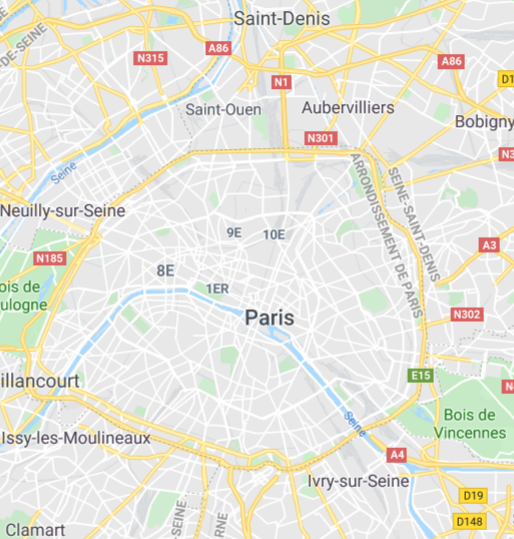 Saint-Denis
DE-SEINE
A86
N315
A86
D1
N1
Saint-Ouen
Aubervilliers
Bobigny
N301
N3
Seine
SEINE-SAINT-DENIS
ARRONDISSEMENT DE PARIS
Neuilly-sur-Seine
9E
10E
A3
N185
8E
ois de
ulogne
1ER
Paris
N302
E15
illancourt
N
Bois de
Vincennes
Seine
Issy-les-Moulineaux
A4
Ivry-sur-Seine
D19
-SEINE
RNE
D148
Clamart